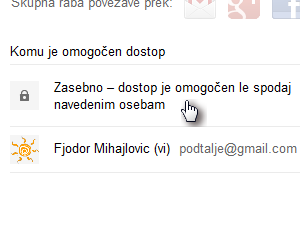 Skupna raba povezave prek:
Komu je omogočen dostop
Zasebno – dostop je omogočen le spodaj
navedenim osebam
Fjodor Mihajlovic (vi) podtalje@gmail.com